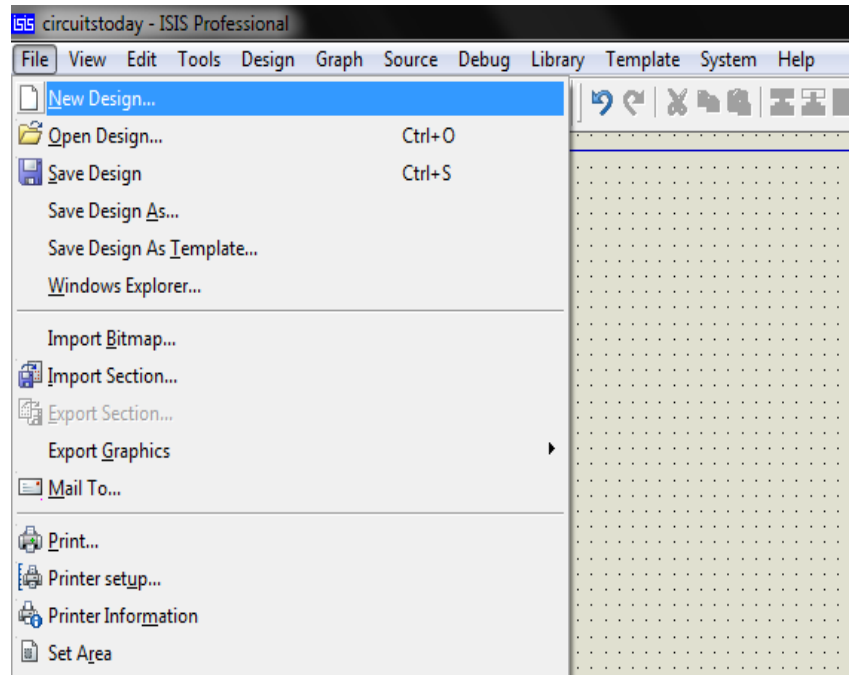 isis circuitstoday - ISIS Professional
File View Edit Tools Design Graph Source Debug Library Template System Help
New Design...
Open Design... Ctrl+O
Save Design Ctrl+S
Save Design As...
Save Design As Template...
Windows Explorer...
Import Bitmap...
Import Section...
Export Section...
Export Graphics
Mail To...
Print...
Printer setup...
Printer Information
Set Area